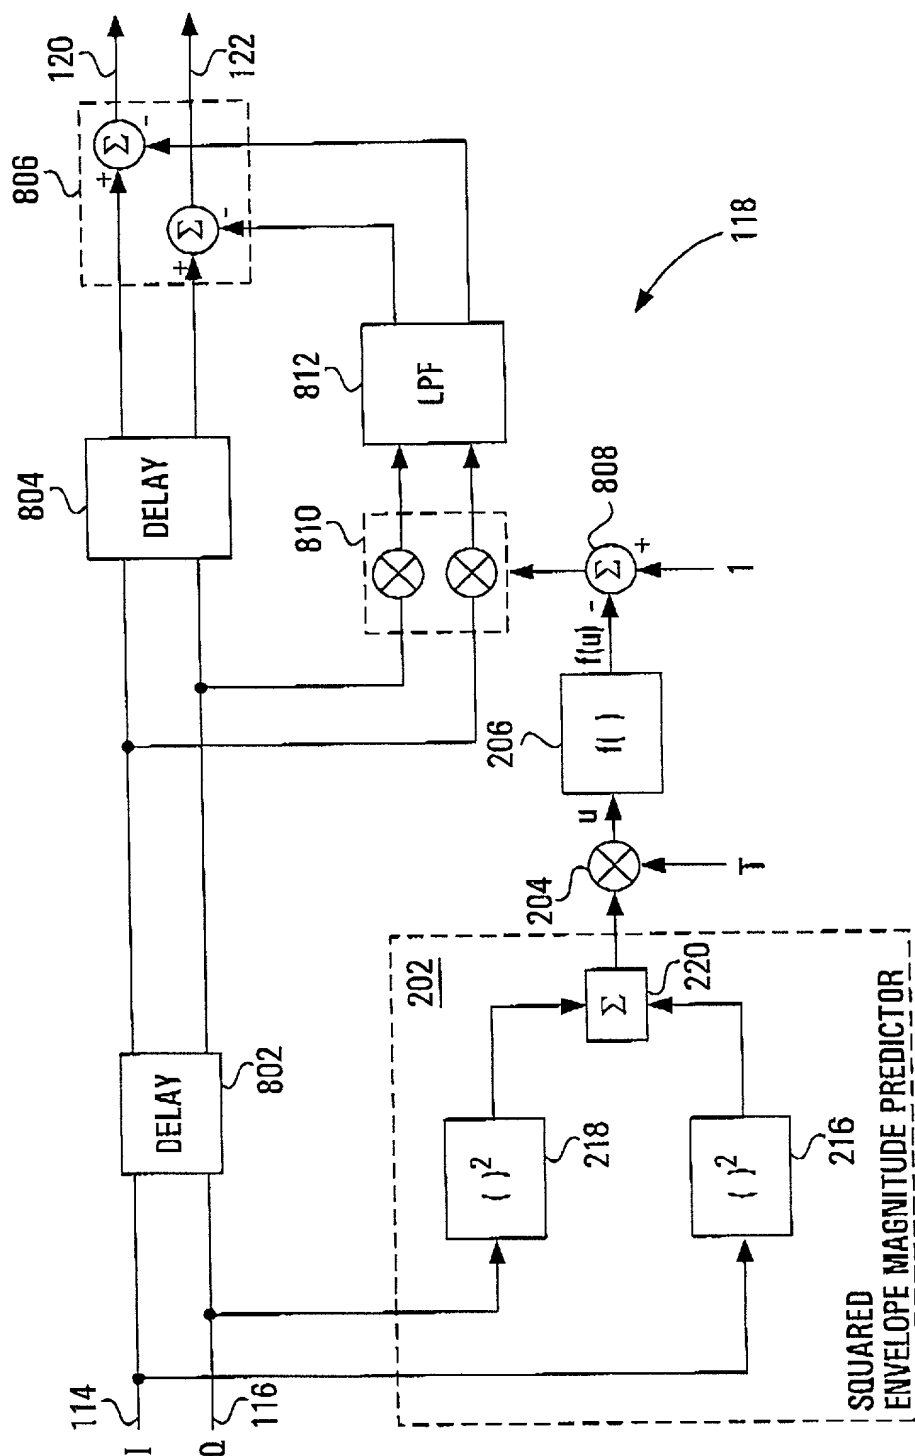 120
122
806
Σ
+
-
Σ
+
-
118
804
DELAY
812
LPF
810
808
Σ
+
-
1
f(u)
206
f( )
u
204
T
802
DELAY
202
220
Σ
218
( )²
216
( )²
SQUARED
ENVELOPE MAGNITUDE PREDICTOR
114
I
116
Q